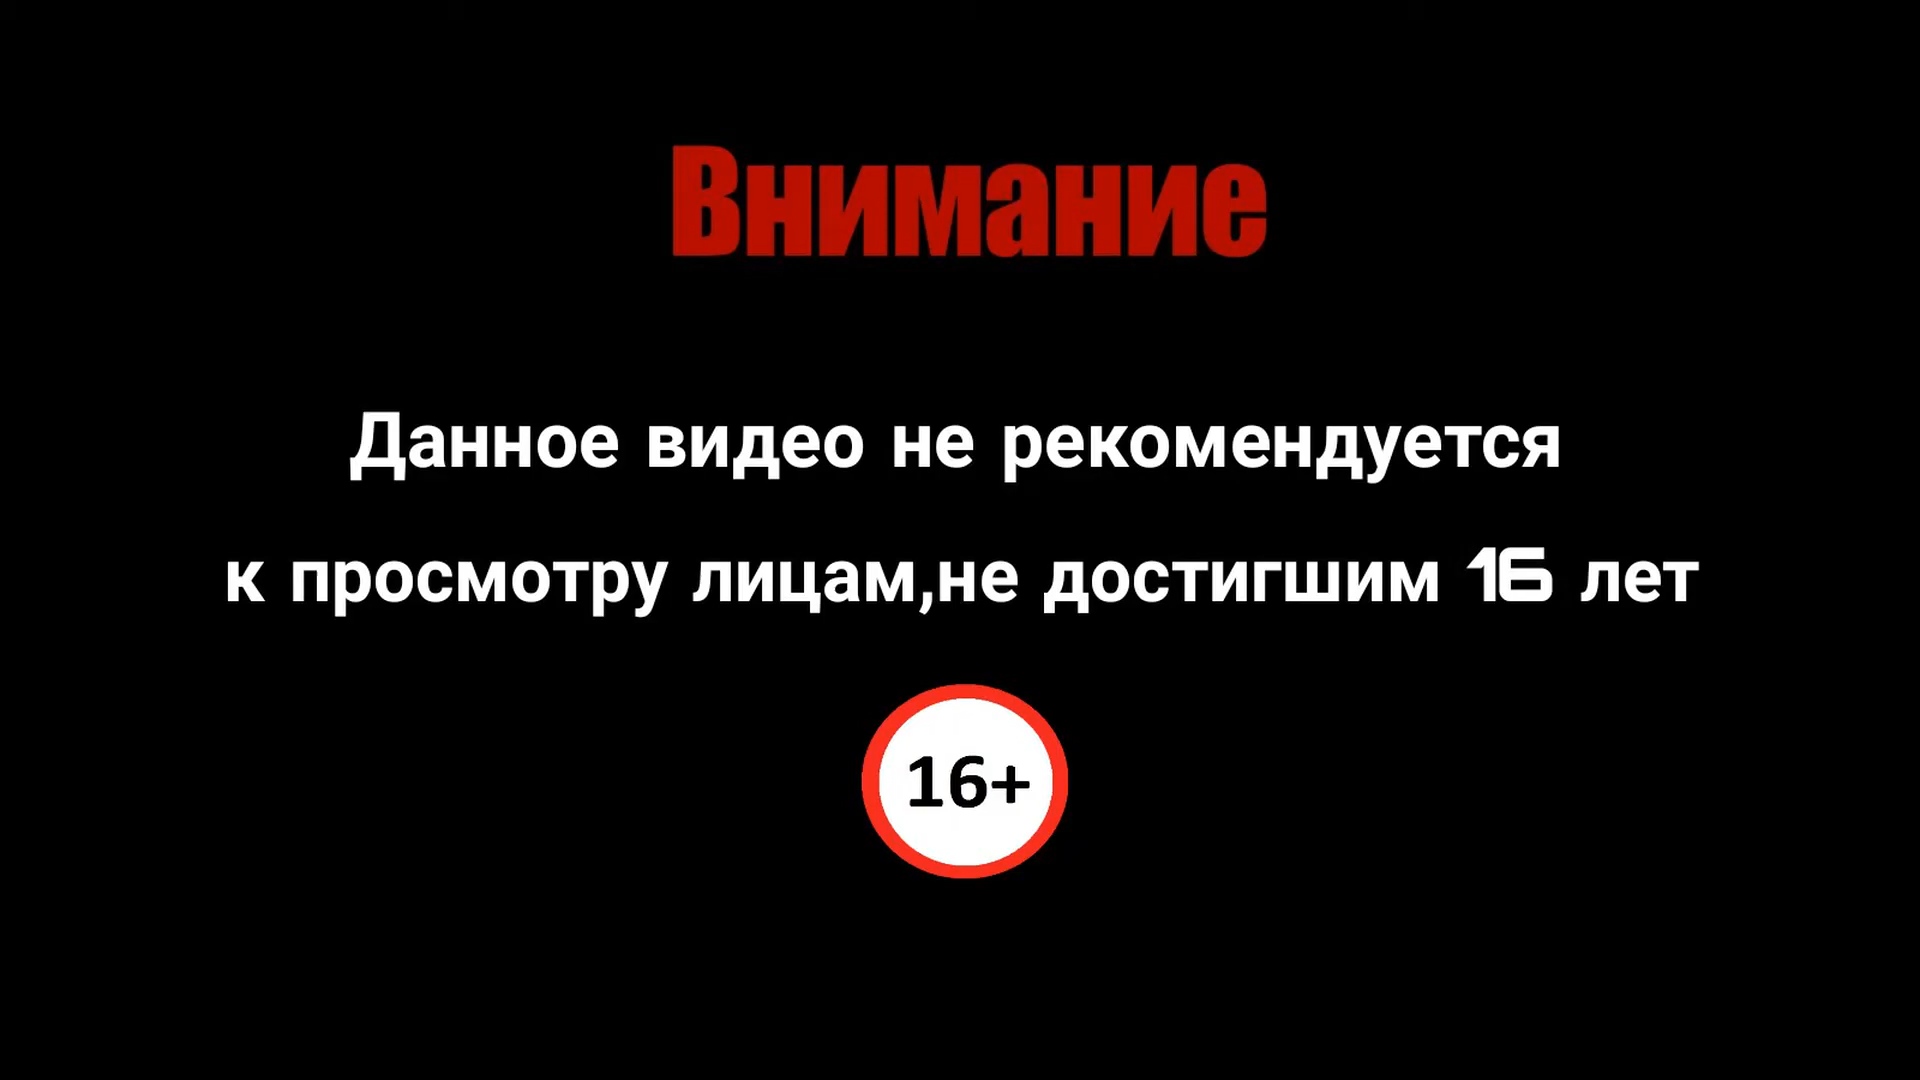 Внимание
Данное видео не рекомендуется
к просмотру лицам,не достигшим 16 лет
16+